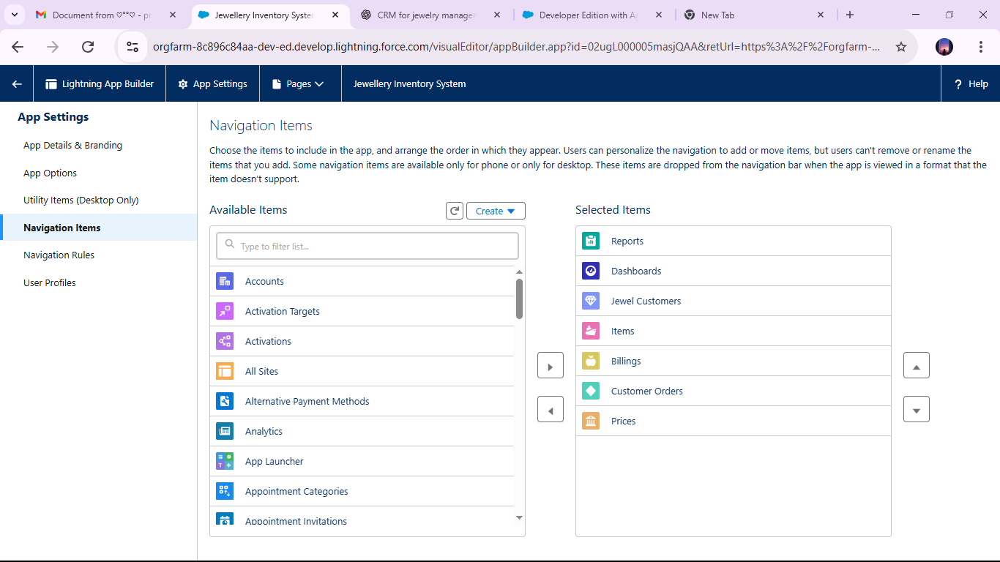 Document from ♡°°♡ - pr
Jewellery Inventory Syster
CRM for jewelry manager
Developer Edition with Ag
New Tab
orgfarm-8c896c84aa-dev-ed.develop.lightning.force.com/visualEditor/appBuilder.app?id=02ugL000005masjQAA&retUrl=https%3A%2F%2Forgfarm-...
Lightning App Builder
App Settings
Pages
Jewellery Inventory System
? Help
App Settings
App Details & Branding
App Options
Utility Items (Desktop Only)
Navigation Items
Navigation Rules
User Profiles
Navigation Items
Choose the items to include in the app, and arrange the order in which they appear. Users can personalize the navigation to add or move items, but users can't remove or rename the
items that you add. Some navigation items are available only for phone or only for desktop. These items are dropped from the navigation bar when the app is viewed in a format that the
item doesn't support.
Available Items
Create
Type to filter list...
Accounts
Activation Targets
Activations
All Sites
Alternative Payment Methods
Analytics
App Launcher
Appointment Categories
Appointment Invitations
Selected Items
Reports
Dashboards
Jewel Customers
Items
Billings
Customer Orders
Prices